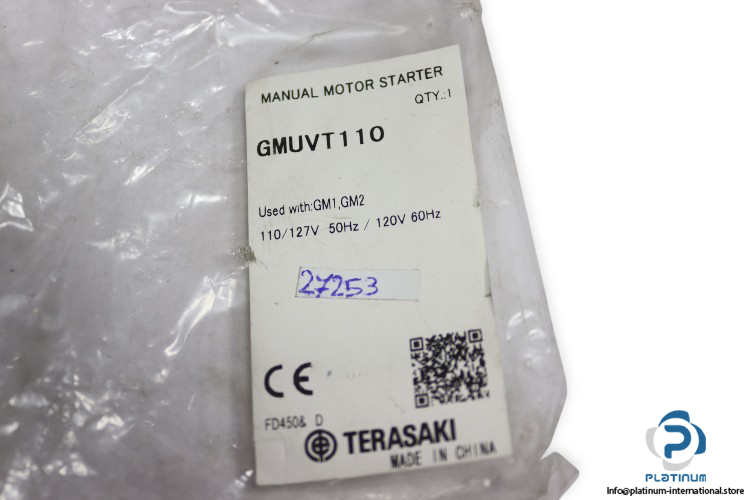 MANUAL MOTOR STARTER
QTY.:1
GMUVT110
Used with:GM1,GM2
110/127V 50Hz / 120V 60Hz
27253
CE
D
TERASAKI
MADE IN CHINA
PLATINUM
Info@platinum-international.store